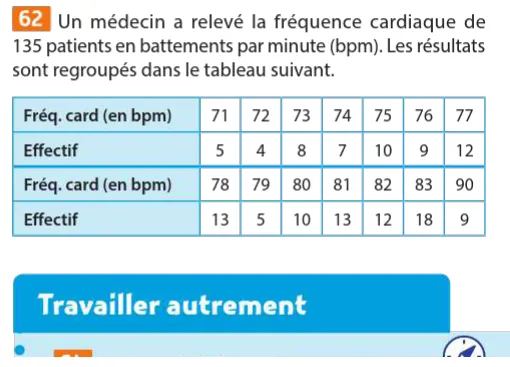 62 Un médecin a relevé la fréquence cardiaque de
135 patients en battements par minute (bpm). Les résultats
sont regroupés dans le tableau suivant.
Fréq. card (en bpm) 71 72 73 74 75 76 77
Effectif 5 4 8 7 10 9 12
Fréq. card (en bpm) 78 79 80 81 82 83 90
Effectif 13 5 10 13 12 18 9
Travailler autrement